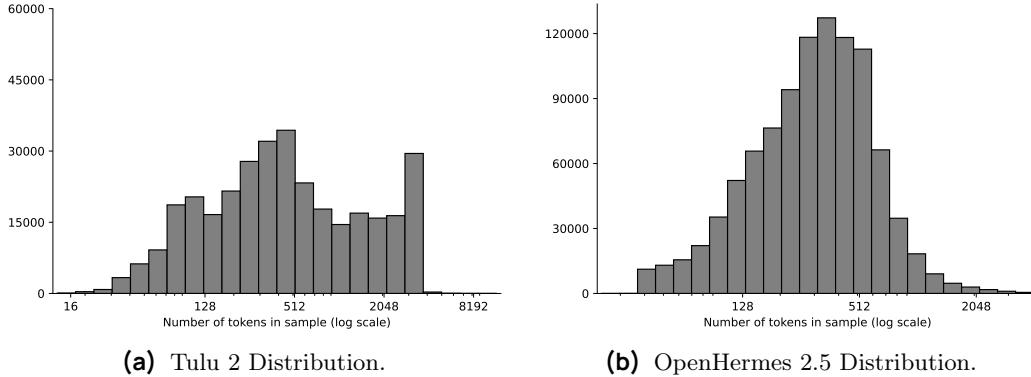 60000
45000
30000
15000
0
16 128 512 2048 8192
Number of tokens in sample (log scale)
(a) Tulu 2 Distribution.
120000
90000
60000
30000
0
128 512 2048
Number of tokens in sample (log scale)
(b) OpenHermes 2.5 Distribution.